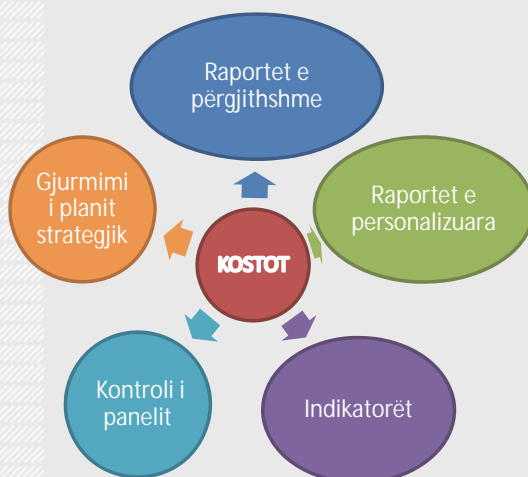 Raportet e
përgjithshme
Gjurmimi
i planit
strategjik
Raportet e
personalizuara
KOSTOT
Kontroli i
panelit
Indikatorët